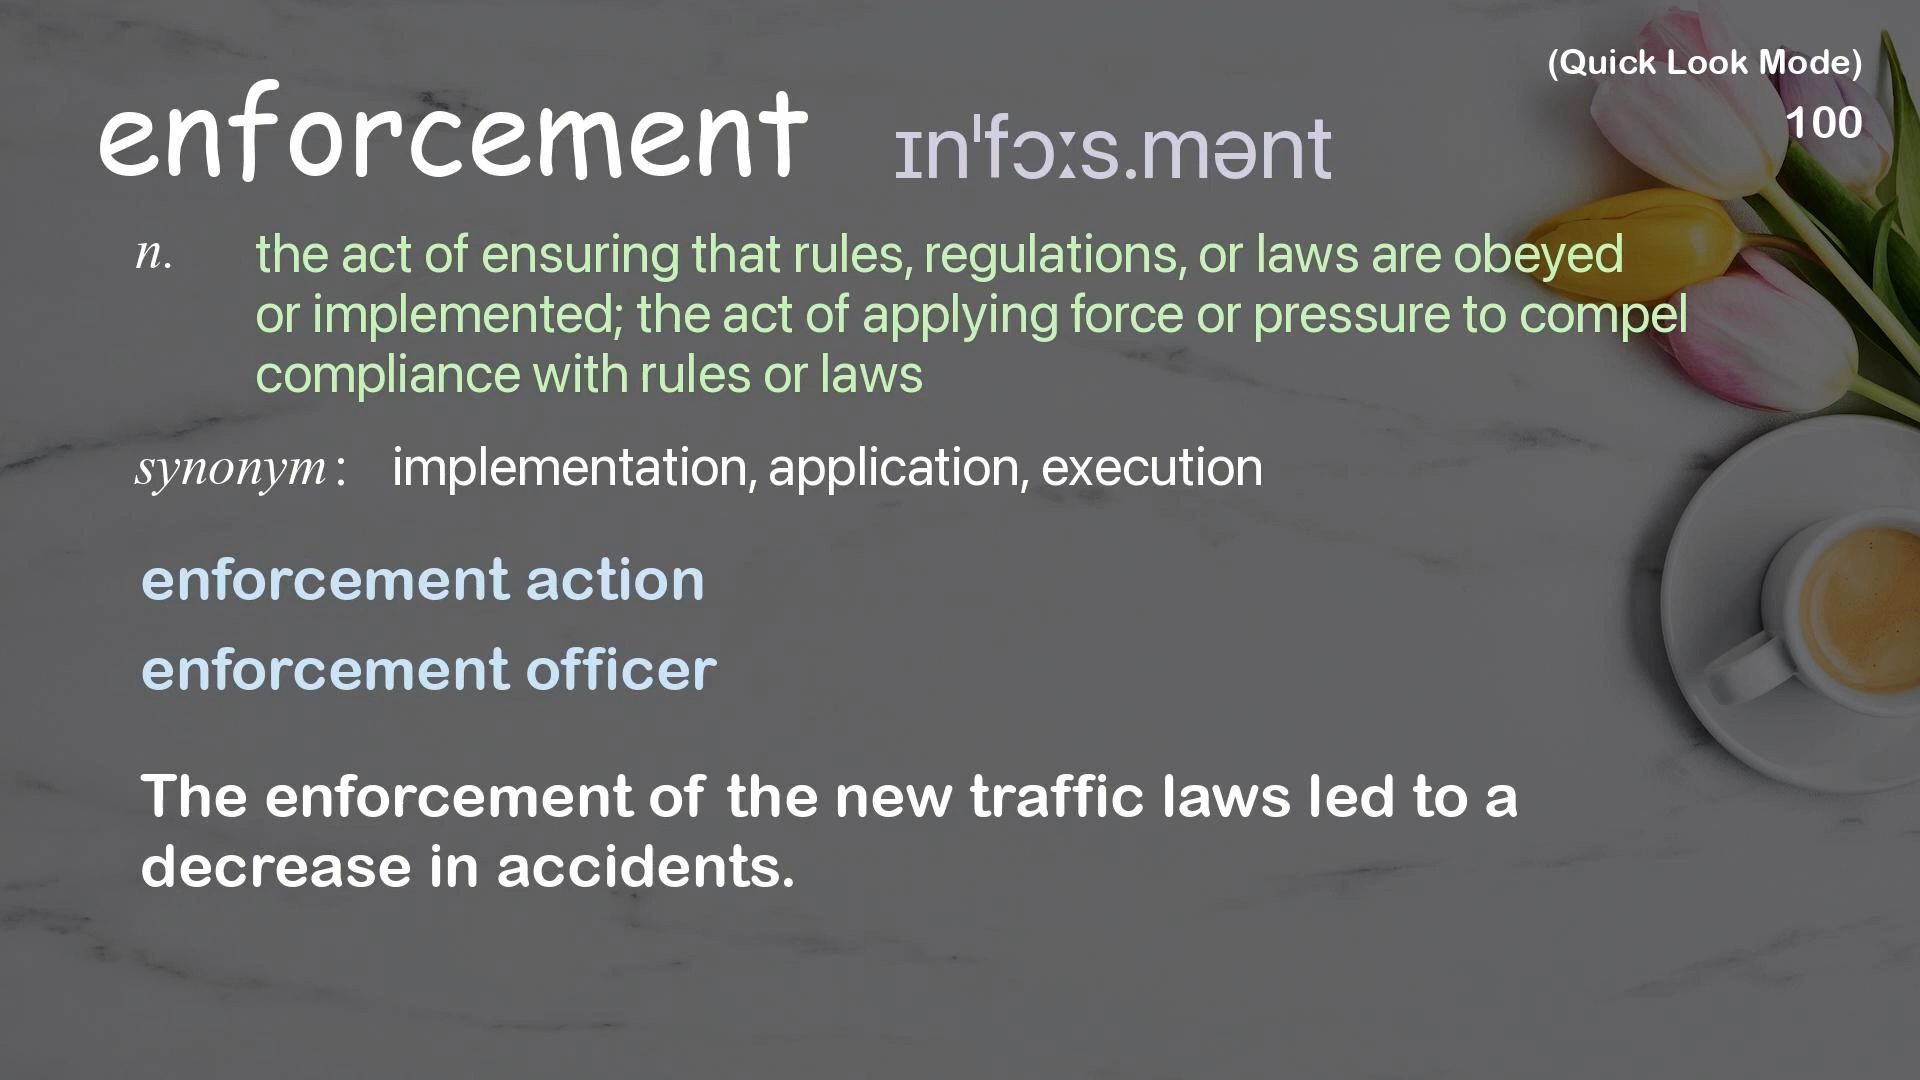 (Quick Look Mode)
100
enforcement ɪnˈfɔːs.mənt
n. the act of ensuring that rules, regulations, or laws are obeyed
or implemented; the act of applying force or pressure to compel
compliance with rules or laws
synonym: implementation, application, execution
enforcement action
enforcement officer
The enforcement of the new traffic laws led to a
decrease in accidents.